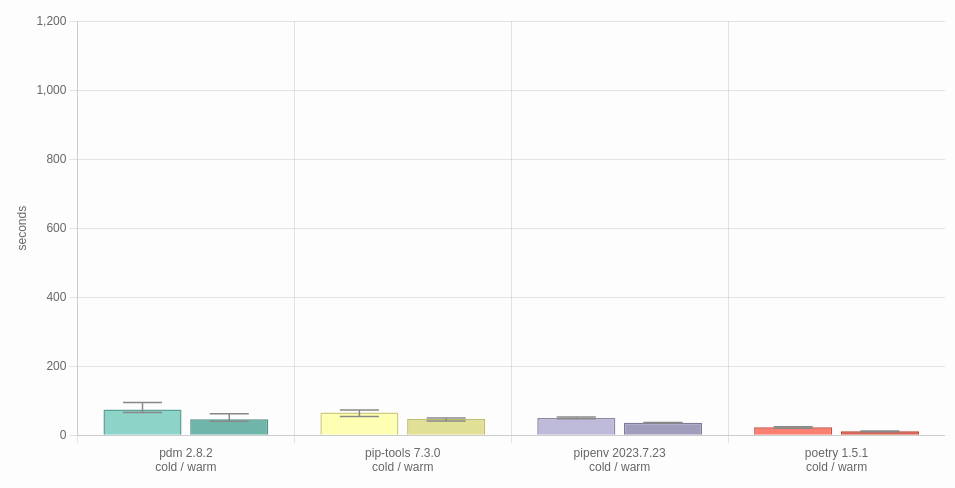 1,200
1,000
800
600
400
200
0
seconds
pdm 2.8.2
cold / warm
pip-tools 7.3.0
cold / warm
pipenv 2023.7.23
cold / warm
poetry 1.5.1
cold / warm